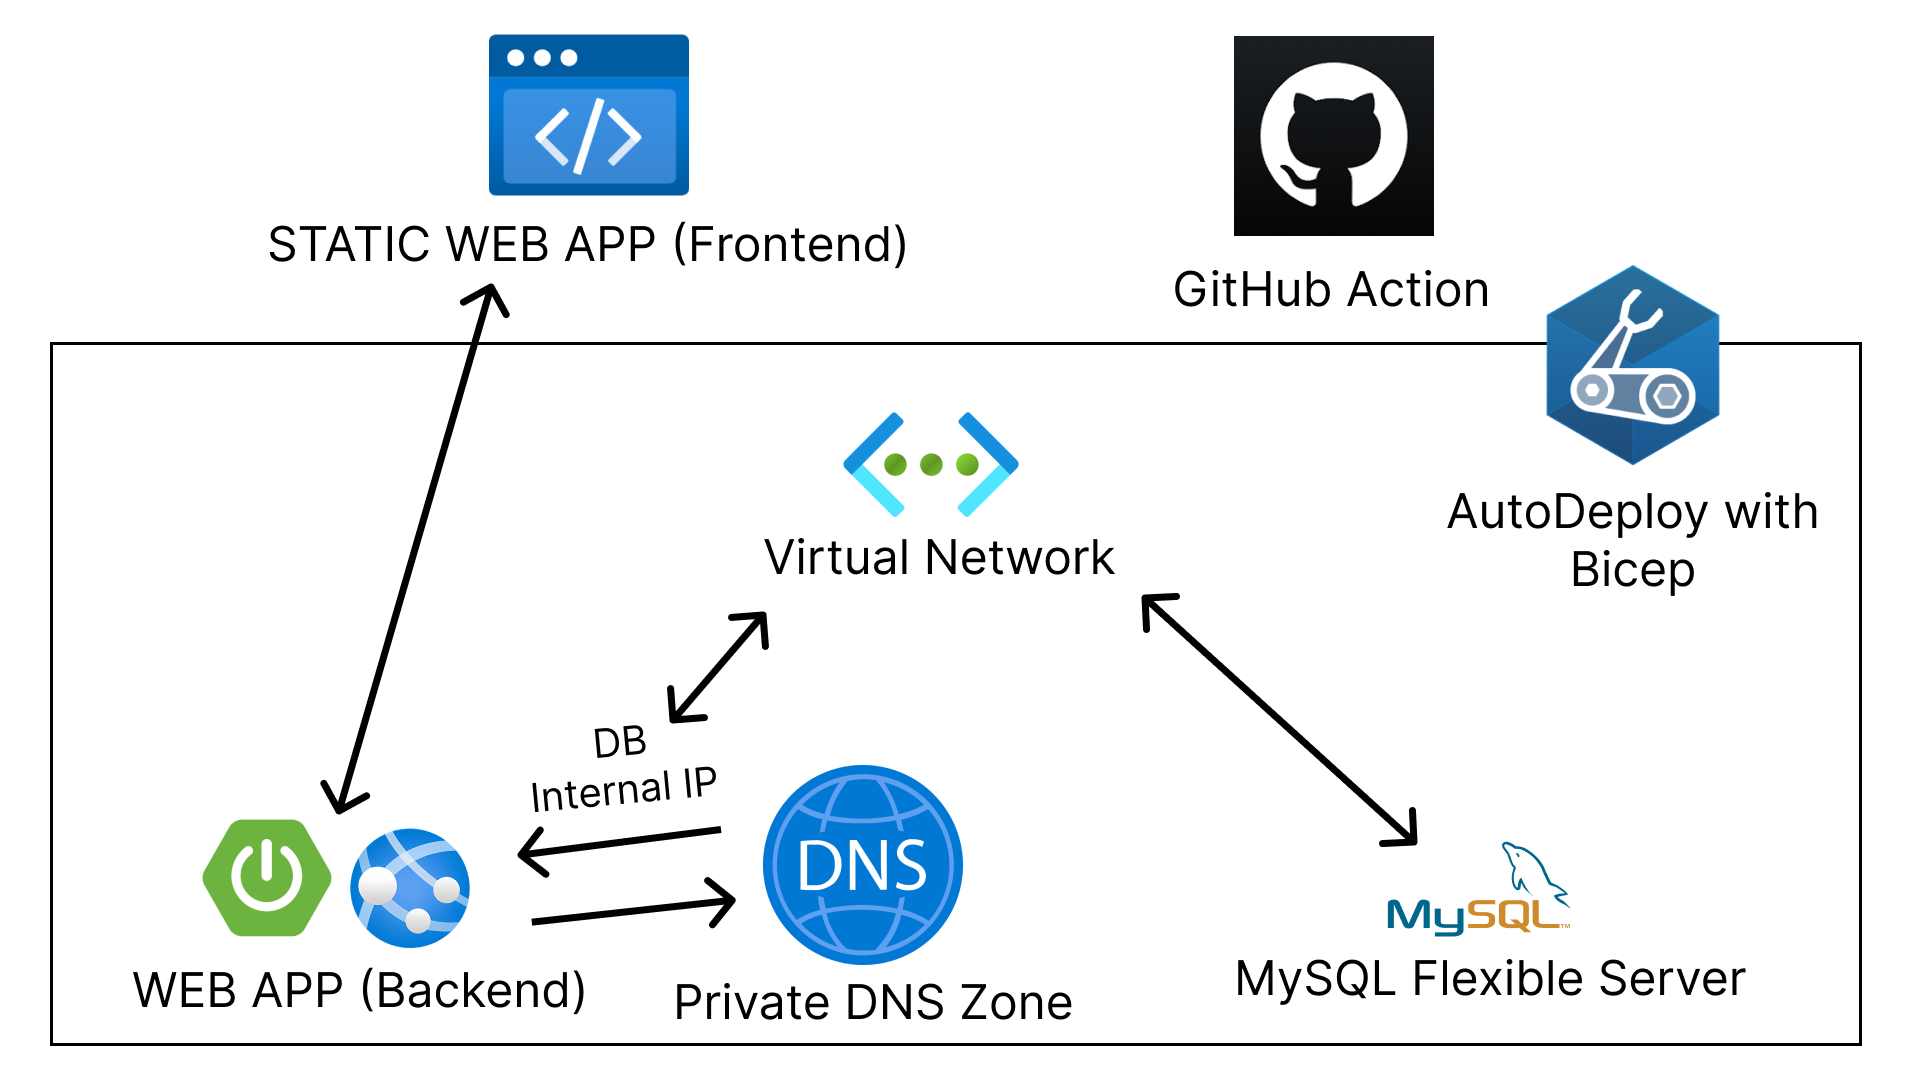 STATIC WEB APP (Frontend)
GitHub Action
AutoDeploy with
Bicep
Virtual Network
DB
Internal IP
DNS
MySQL™
WEB APP (Backend)
Private DNS Zone
MySQL Flexible Server